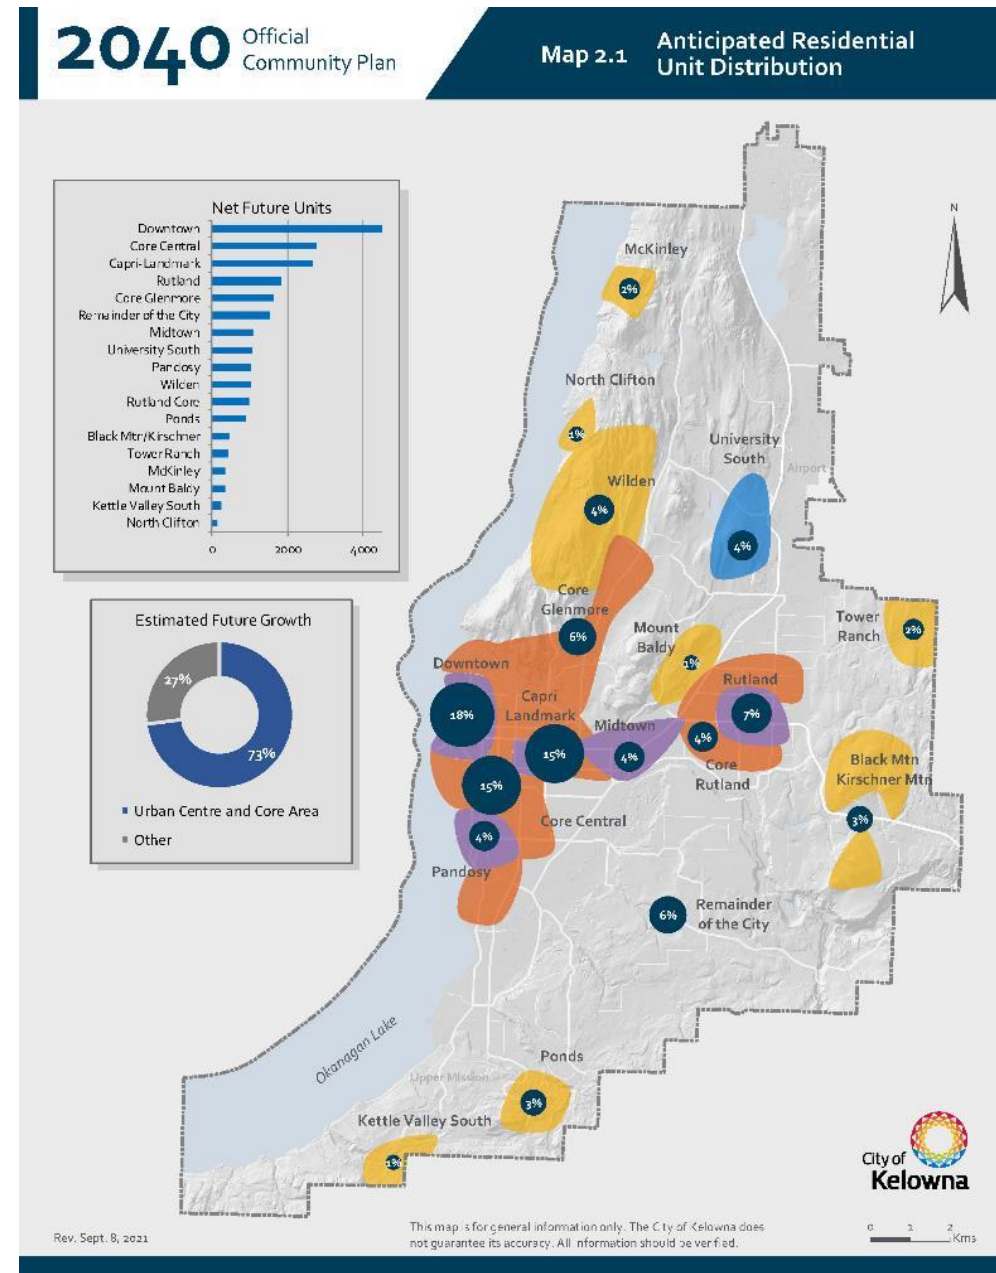 2040 Official
Community Plan
Map 2.1
Anticipated Residential
Unit Distribution
Net Future Units
Downtown
Core Central
Capri-Landmark
Rutland
Core Glenmore
Remainder of the City
Midtown
University South
Pandosy
Wilden
Rutland Core
Ponds
Black Mtn/Kirschner
Tower Ranch
McKinley
Mount Baldy
Kettle Valley South
North Clifton
0 2000 4000
Estimated Future Growth
27%
73%
Urban Centre and Core Area
Other
N
McKinley
2%
North Clifton
1%
University
South
Airport
Wilden
4%
4%
Core
Glenmore
6%
Mount
Baldy
1%
Tower
Ranch
2%
Downtown
18%
Capri
Landmark
15%
Midtown
4%
Rutland
7%
4%
Core
Rutland
Black Mtn
Kirschner Mtn
3%
15%
Core Central
4%
Pandosy
6%
Remainder
of the City
Okanagan Lake
Ponds
Upper Mission
3%
Kettle Valley South
1%
City of
Kelowna
Rev. Sept. 8, 2021
This map is for general information only. The City of Kelowna does
not guarantee its accuracy. All information should be verified.
0 1 2
Kms